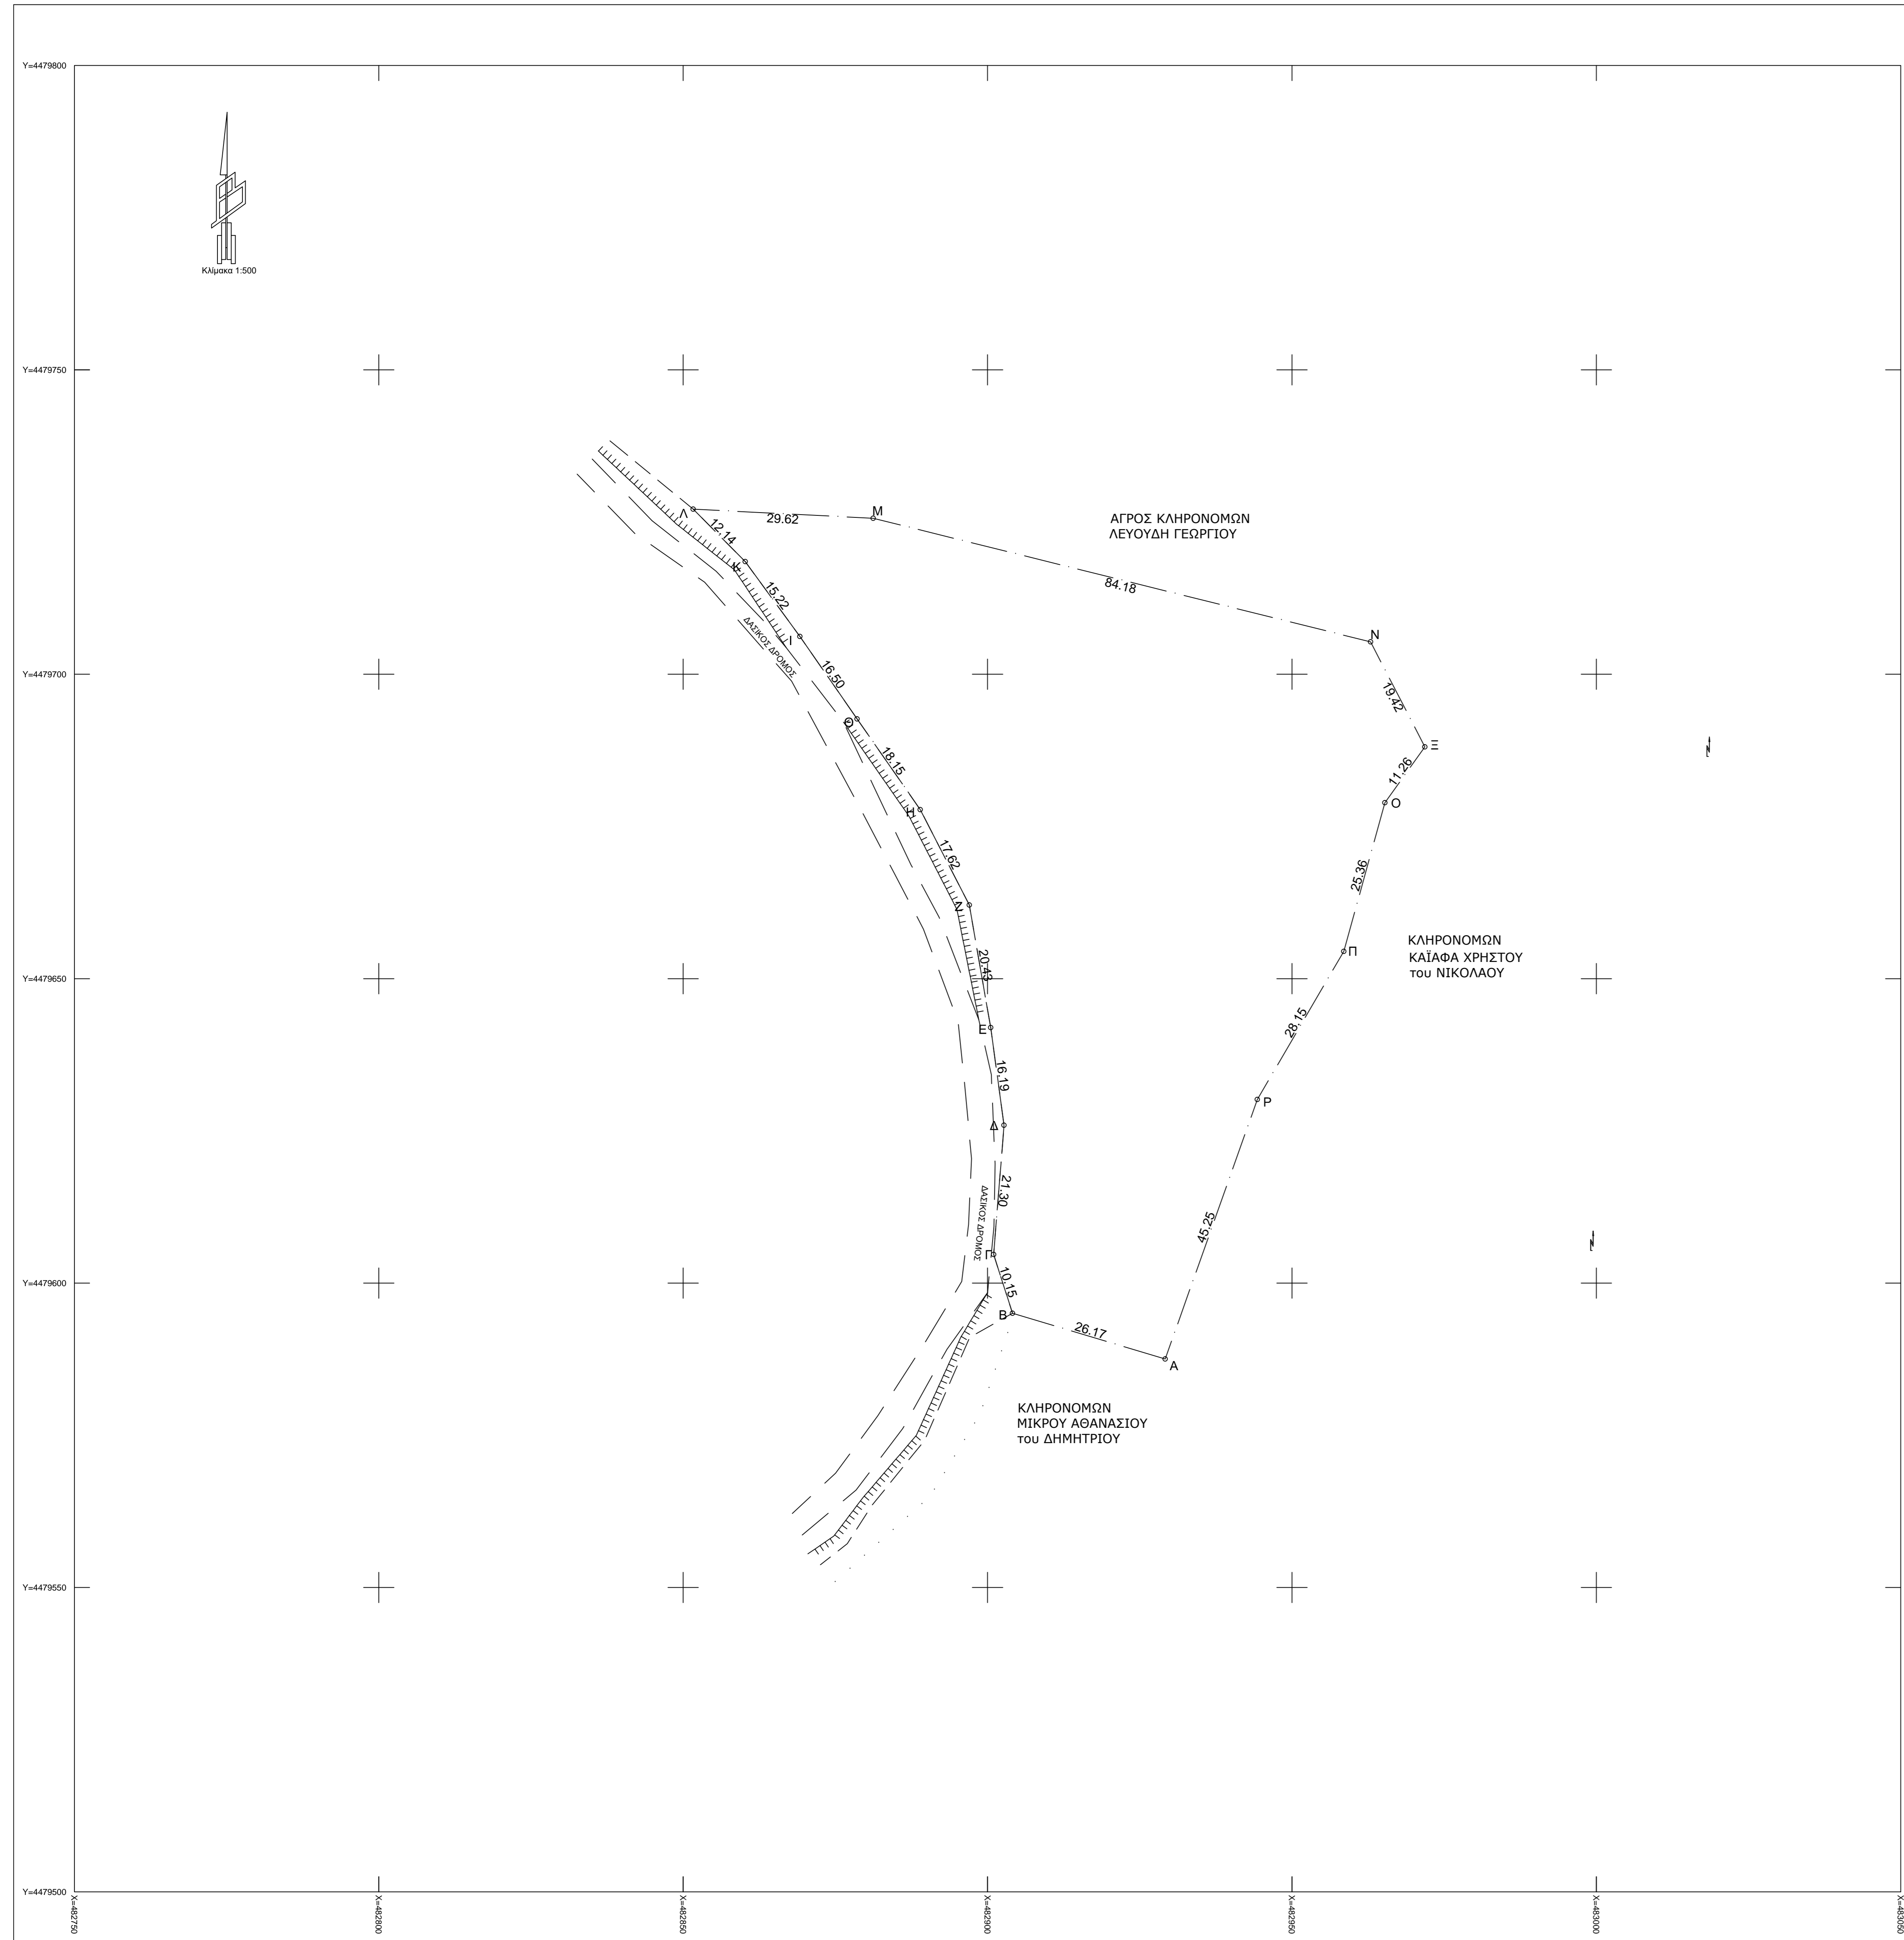 Y=4479800
Κλίμακα 1:500
Y=4479750
Λ
29.62
Μ
ΑΓΡΟΣ ΚΛΗΡΟΝΟΜΩΝ
ΛΕΥΟΥΔΗ ΓΕΩΡΓΙΟΥ
12.14
Κ
84.18
15.22
ΔΑΣΙΚΟΣ ΔΡΟΜΟΣ
Ι
Ν
Y=4479700
16.50
19.42
Θ
Ξ
18.15
11.26
Ο
Η
17.62
25.36
Ζ
ΚΛΗΡΟΝΟΜΩΝ
ΚΑΪΑΦΑ ΧΡΗΣΤΟΥ
του ΝΙΚΟΛΑΟΥ
Π
20.43
Y=4479650
Ε
28.15
16.19
Ρ
Δ
21.30
ΔΑΣΙΚΟΣ ΔΡΟΜΟΣ
45.25
Γ
10.15
Y=4479600
Β
26.17
Α
ΚΛΗΡΟΝΟΜΩΝ
ΜΙΚΡΟΥ ΑΘΑΝΑΣΙΟΥ
του ΔΗΜΗΤΡΙΟΥ
Y=4479550
Y=4479500
X=482750
X=482800
X=482850
X=482900
X=482950
X=483000
X=483050